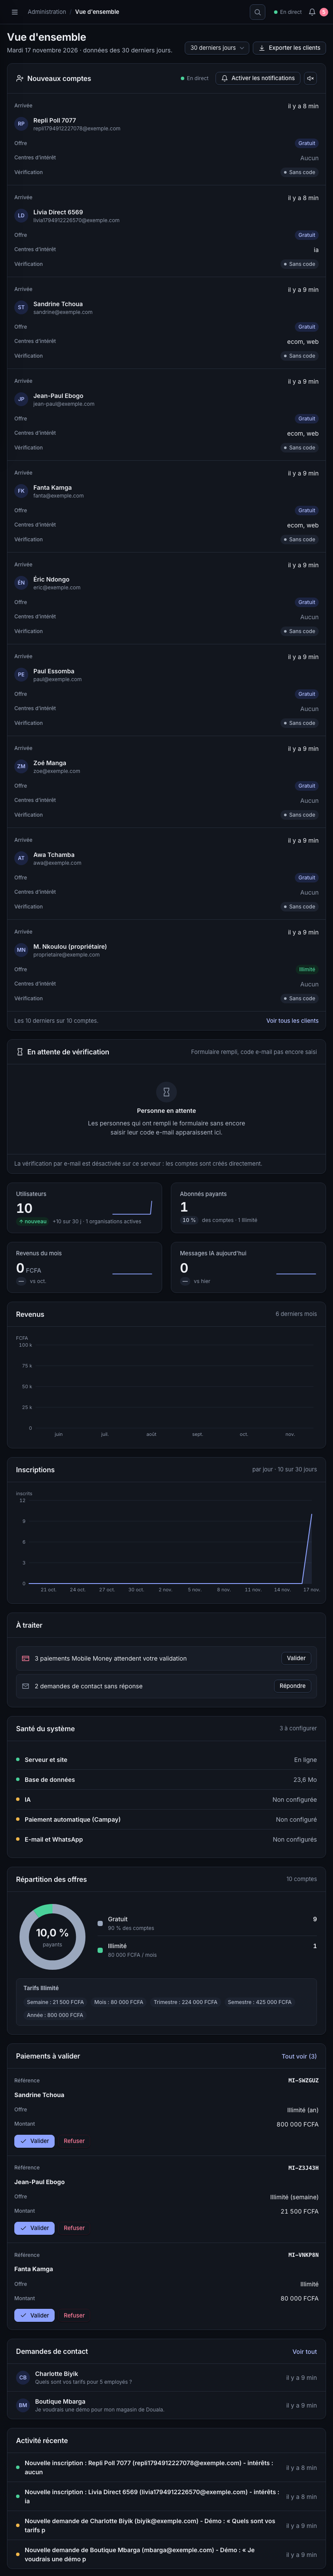 Administration / Vue d'ensemble
En direct
Vue d'ensemble
Mardi 17 novembre 2026 · données des 30 derniers jours.
30 derniers jours
Exporter les clients
Nouveaux comptes
En direct
Activer les notifications
Arrivée
il y a 8 min
RP
Repli Poll 7077
repli1794912227078@exemple.com
Offre
Gratuit
Centres d'intérêt
Aucun
Vérification
Sans code
Arrivée
il y a 8 min
LD
Livia Direct 6569
livia1794912226570@exemple.com
Offre
Gratuit
Centres d'intérêt
ia
Vérification
Sans code
Arrivée
il y a 9 min
ST
Sandrine Tchoua
sandrine@exemple.com
Offre
Gratuit
Centres d'intérêt
ecom, web
Vérification
Sans code
Arrivée
il y a 9 min
JP
Jean-Paul Ebogo
jean-paul@exemple.com
Offre
Gratuit
Centres d'intérêt
ecom, web
Vérification
Sans code
Arrivée
il y a 9 min
FK
Fanta Kamga
fanta@exemple.com
Offre
Gratuit
Centres d'intérêt
ecom, web
Vérification
Sans code
Arrivée
il y a 9 min
ÉN
Éric Ndongo
eric@exemple.com
Offre
Gratuit
Centres d'intérêt
Aucun
Vérification
Sans code
Arrivée
il y a 9 min
PE
Paul Essomba
paul@exemple.com
Offre
Gratuit
Centres d'intérêt
Aucun
Vérification
Sans code
Arrivée
il y a 9 min
ZM
Zoé Manga
zoe@exemple.com
Offre
Gratuit
Centres d'intérêt
Aucun
Vérification
Sans code
Arrivée
il y a 9 min
AT
Awa Tchamba
awa@exemple.com
Offre
Gratuit
Centres d'intérêt
Aucun
Vérification
Sans code
Arrivée
il y a 9 min
MN
M. Nkoulou (propriétaire)
proprietaire@exemple.com
Offre
Illimité
Centres d'intérêt
Aucun
Vérification
Sans code
Les 10 derniers sur 10 comptes.
Voir tous les clients
En attente de vérification
Formulaire rempli, code e-mail pas encore saisi
Personne en attente
Les personnes qui ont rempli le formulaire sans encore
saisir leur code e-mail apparaissent ici.
La vérification par e-mail est désactivée sur ce serveur : les comptes sont créés directement.
Utilisateurs
10
nouveau +10 sur 30 j · 1 organisations actives
Abonnés payants
1
10 % des comptes · 1 Illimité
Revenus du mois
0 FCFA
— vs oct.
Messages IA aujourd'hui
0
— vs hier
Revenus
6 derniers mois
FCFA
100 k
75 k
50 k
25 k
0
juin juil. août sept. oct. nov.
Inscriptions
par jour · 10 sur 30 jours
Inscrits
12
9
6
3
0
21 oct. 24 oct. 27 oct. 30 oct. 2 nov. 5 nov. 8 nov. 11 nov. 14 nov. 17 nov.
À traiter
3 paiements Mobile Money attendent votre validation
Valider
2 demandes de contact sans réponse
Répondre
Santé du système
3 à configurer
Serveur et site
En ligne
Base de données
23,6 Mo
IA
Non configurée
Paiement automatique (Campay)
Non configuré
E-mail et WhatsApp
Non configurés
Répartition des offres
10 comptes
10,0 %
payants
Gratuit
9
90 % des comptes
Illimité
1
80 000 FCFA / mois
Tarifs Illimité
Semaine : 21 500 FCFA Mois : 80 000 FCFA Trimestre : 224 000 FCFA Semestre : 425 000 FCFA
Année : 800 000 FCFA
Paiements à valider
Tout voir (3)
Référence
MI-5WZGUZ
Sandrine Tchoua
Offre
Illimité (an)
Montant
800 000 FCFA
Valider
Refuser
Référence
MI-Z3J43H
Jean-Paul Ebogo
Offre
Illimité (semaine)
Montant
21 500 FCFA
Valider
Refuser
Référence
MI-VNKP8N
Fanta Kamga
Offre
Illimité
Montant
80 000 FCFA
Valider
Refuser
Demandes de contact
Voir tout
CB
Charlotte Biyik
Quels sont vos tarifs pour 5 employés ?
il y a 9 min
BM
Boutique Mbarga
Je voudrais une démo pour mon magasin de Douala.
il y a 9 min
Activité récente
Nouvelle inscription : Repli Poll 7077 (repli1794912227078@exemple.com) - intérêts :
aucun
il y a 8 min
Nouvelle inscription : Livia Direct 6569 (livia1794912226570@exemple.com) - intérêts :
ia
il y a 8 min
Nouvelle demande de Charlotte Biyik (biyik@exemple.com) - Démo : « Quels sont vos
tarifs p
il y a 9 min
Nouvelle demande de Boutique Mbarga (mbarga@exemple.com) - Démo : « Je
voudrais une démo p
il y a 9 min